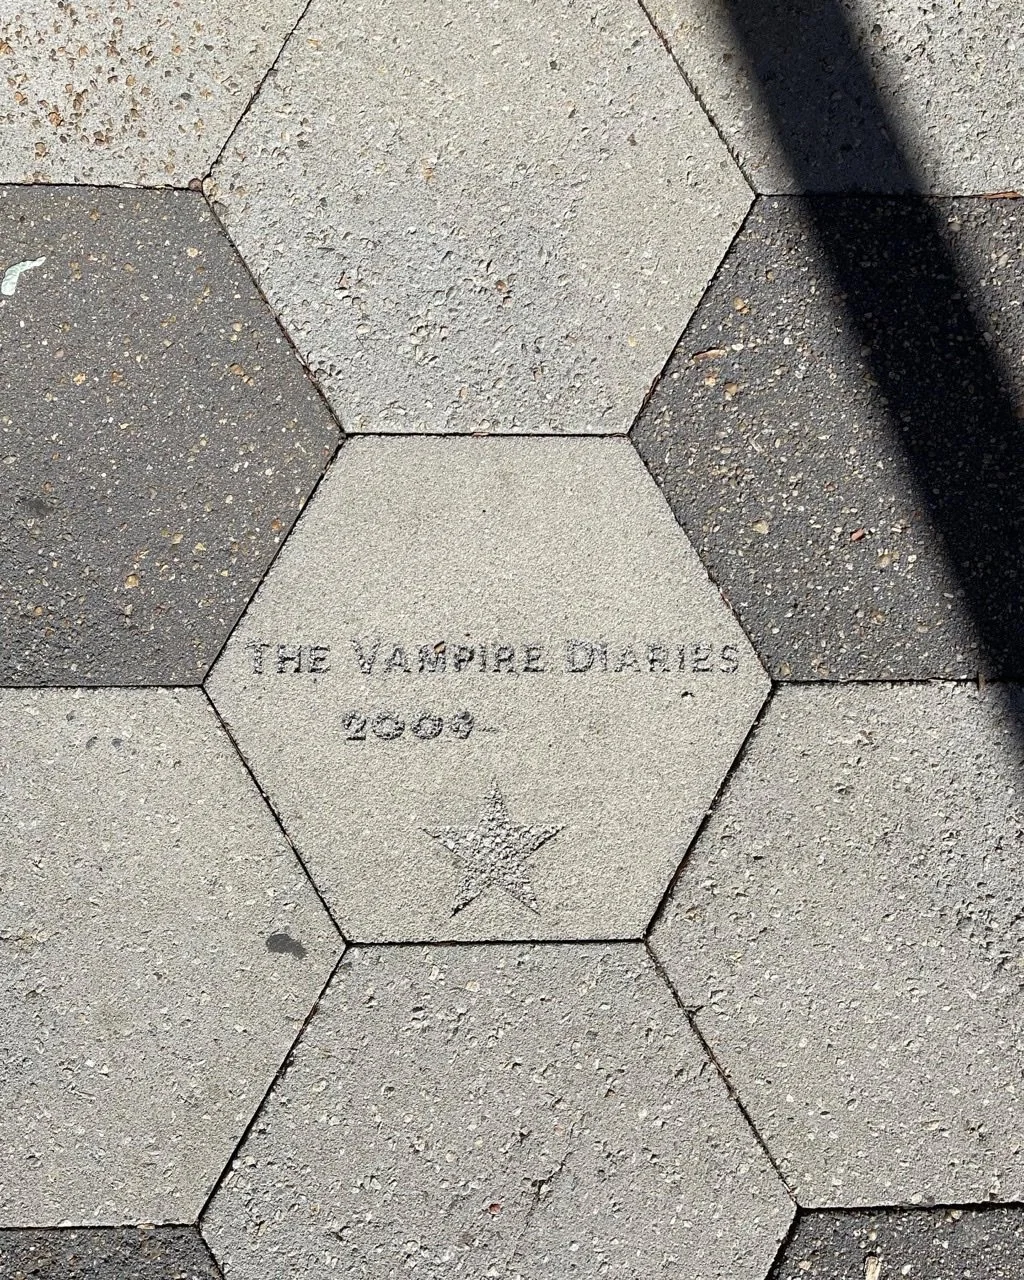 THE VAMPIRE DIARIES
2009-